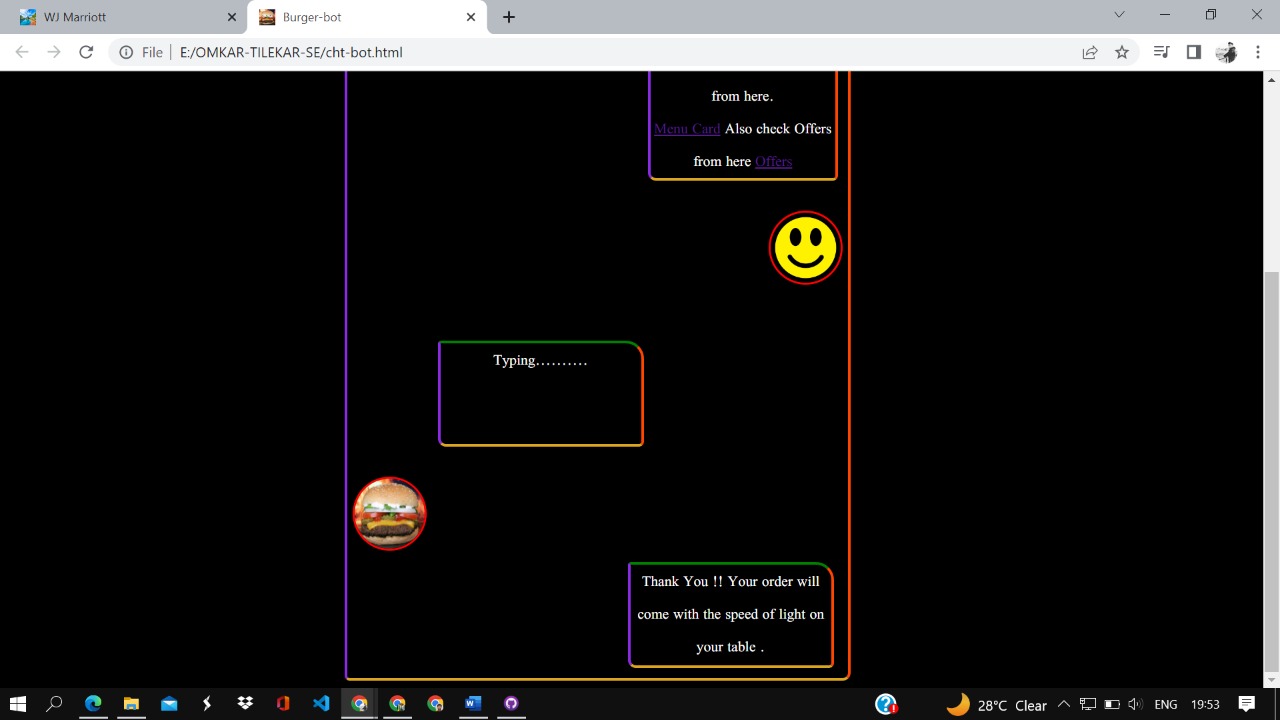 WJ Marriott
Burger-bot
File
E:/OMKAR-TILEKAR-SE/cht-bot.html
from here.
Menu Card Also check Offers
from here Offers
Typing..........
Thank You !! Your order will
come with the speed of light on
your table .
28°C Clear
ENG
19:53